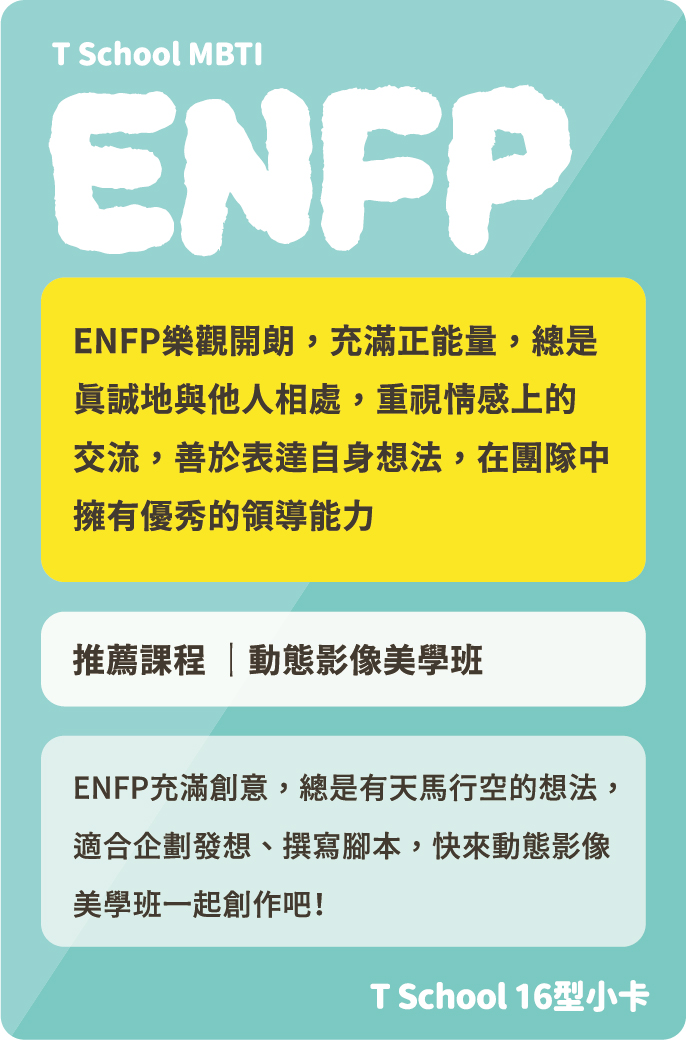 T School MBTI
ENFP
ENFP樂觀開朗，充滿正能量，總是
眞誠地與他人相處，重視情感上的
交流，善於表達自身想法，在團隊中
擁有優秀的領導能力
推薦課程｜動態影像美學班
ENFP充滿創意，總是有天馬行空的想法，
適合企劃發想、撰寫腳本，快來動態影像
美學班一起創作吧！
T School 16型小卡